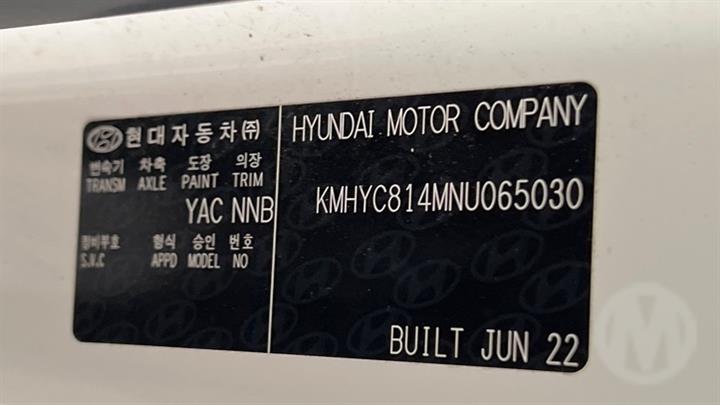 현대자동차㈜
변속기 차축 도장 의장
TRANSM AXLE PAINT TRIM
YAC NNB
정비부호 형식 승인 번호
S.V.C APPD MODEL NO
HYUNDAI MOTOR COMPANY
KMHYC814MNU065030
BUILT JUN 22
M